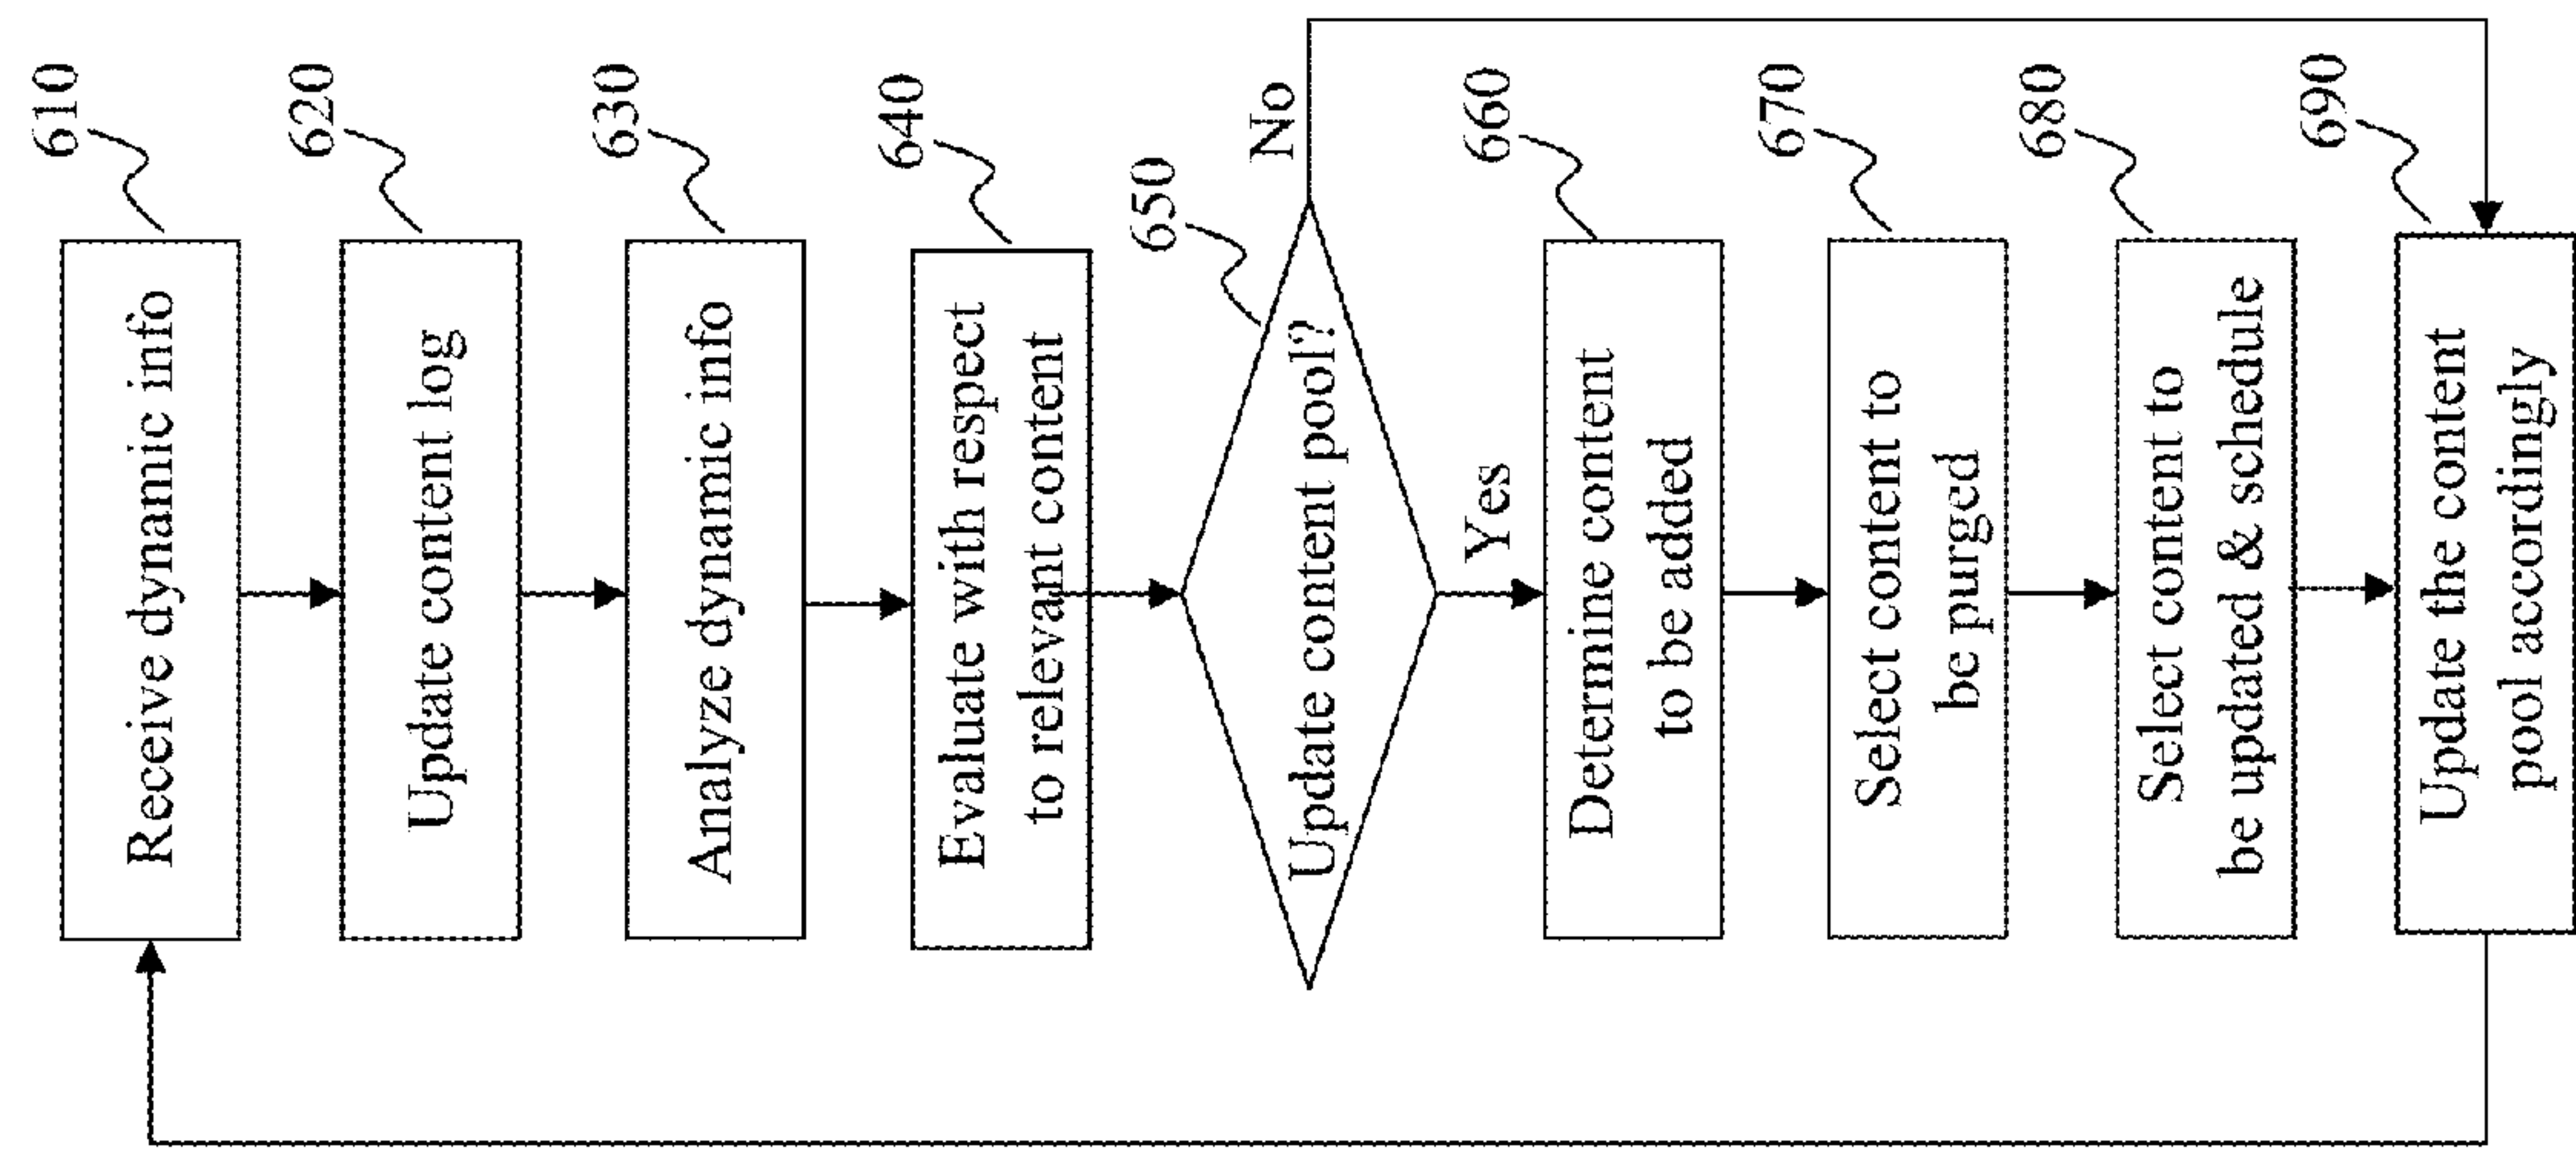 610
Receive dynamic info
620
Update content log
630
Analyze dynamic info
640
Evaluate with respect
to relevant content
650
Update content pool?
No
Yes
660
Determine content
to be added
670
Select content to
be purged
680
Select content to
be updated & schedule
690
Update the content
pool accordingly